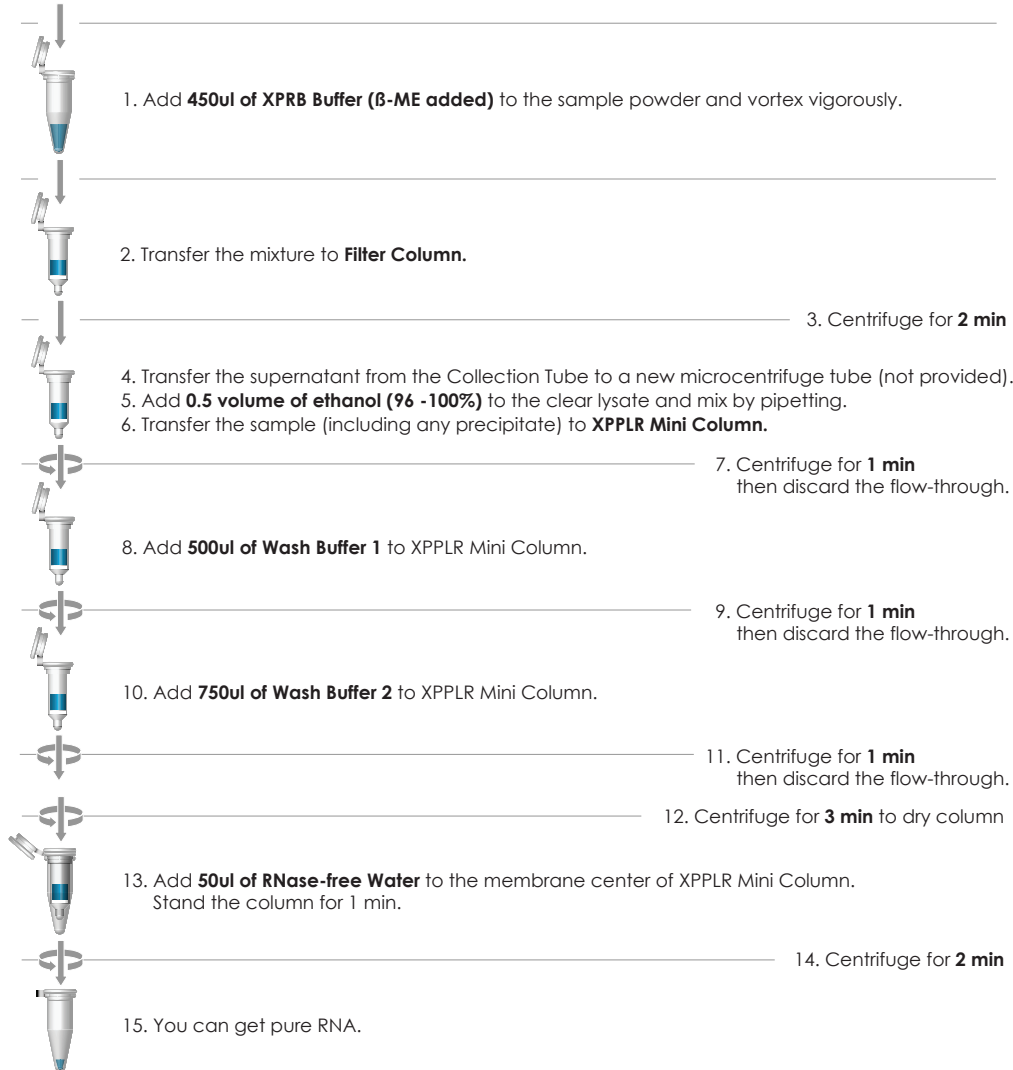 1. Add 450ul of XPRB Buffer (ß-ME added) to the sample powder and vortex vigorously.
2. Transfer the mixture to Filter Column.
3. Centrifuge for 2 min
4. Transfer the supernatant from the Collection Tube to a new microcentrifuge tube (not provided).
5. Add 0.5 volume of ethanol (96 -100%) to the clear lysate and mix by pipetting.
6. Transfer the sample (including any precipitate) to XPPLR Mini Column.
7. Centrifuge for 1 min
then discard the flow-through.
8. Add 500ul of Wash Buffer 1 to XPPLR Mini Column.
9. Centrifuge for 1 min
then discard the flow-through.
10. Add 750ul of Wash Buffer 2 to XPPLR Mini Column.
11. Centrifuge for 1 min
then discard the flow-through.
12. Centrifuge for 3 min to dry column
13. Add 50ul of RNase-free Water to the membrane center of XPPLR Mini Column.
Stand the column for 1 min.
14. Centrifuge for 2 min
15. You can get pure RNA.